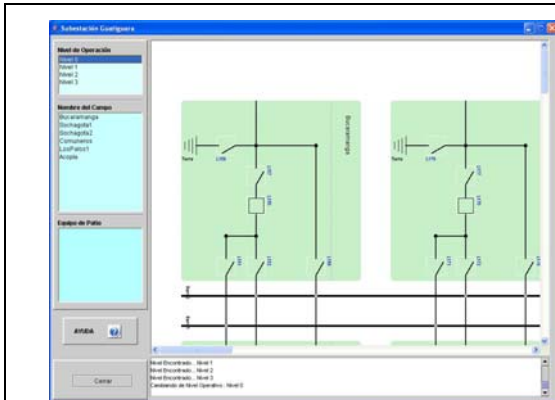 Subestación Guatiguara
Nivel de Operación
Nivel 0
Nivel 1
Nivel 2
Nivel 3
Nombre del Campo
Bucaramanga
Sochagota1
Sochagota2
Comuneros
LosPalos1
Acople
Equipo de Patio
AYUDA
Cerrar
Bucaramanga
Tierra
Tierra
Nivel Encontrado... Nivel 1
Nivel Encontrado... Nivel 2
Nivel Encontrado... Nivel 3
Cambiando de Nivel Operativo : Nivel 0